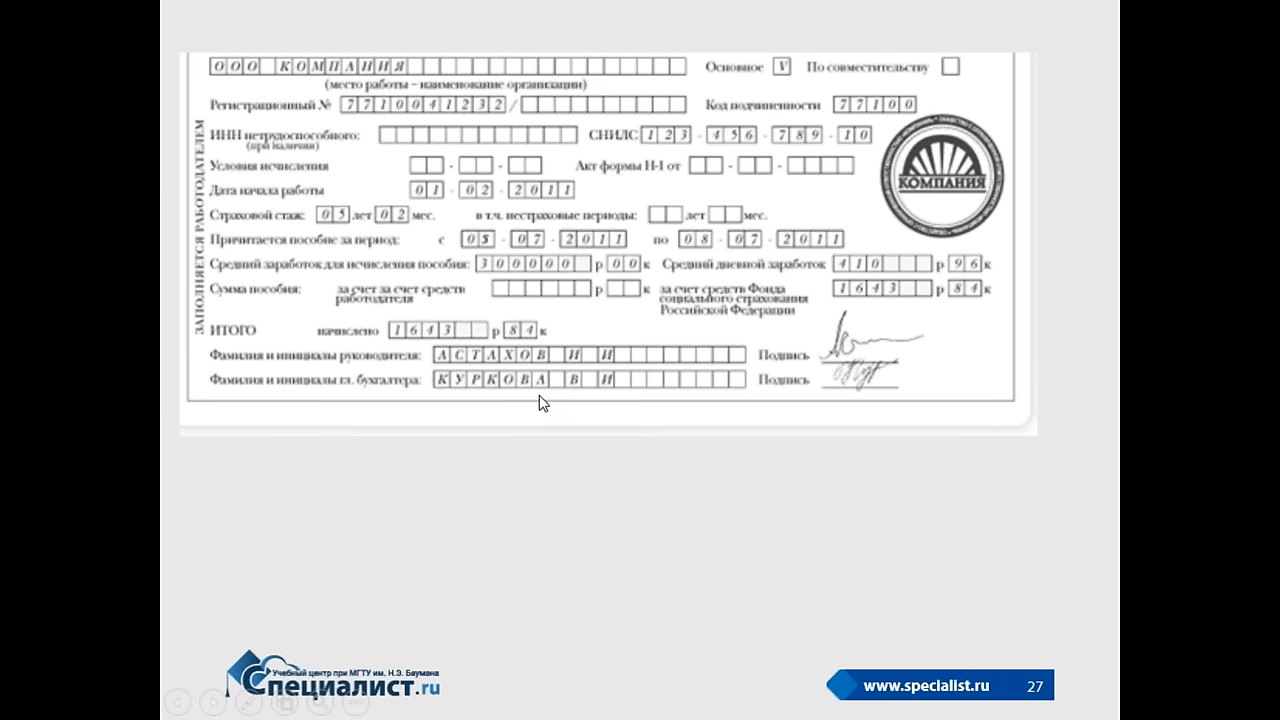 ООО КОМПАНИЯ Основное V По совместительству
(место работы – наименование организации)
Регистрационный № 7710041232 / Код подчиненности 77100
ИНН нетрудоспособного: СНИЛС 123 - 456 - 789 - 10
(при наличии)
Условия исчисления - - Акт формы Н-1 от - -
Дата начала работы 01 - 02 - 2011
КОМПАНИЯ
Страховой стаж: 05 лет 02 мес. в т.ч. нестраховые периоды: лет мес.
Причитается пособие за период: с 05 - 07 - 2011 по 08 - 07 - 2011
Средний заработок для исчисления пособия: 300000 р 00 к Средний дневной заработок 410 р 96 к
Сумма пособия: за счет за счет средств работодателя р к за счет средств Фонда социального страхования Российской Федерации 1643 р 84 к
ИТОГО начислено 1643 р 84 к
Фамилия и инициалы руководителя: АСТАХОВ И И Подпись
Фамилия и инициалы гл. бухгалтера: КУРКОВА В И Подпись
ЗАПОЛНЯЕТСЯ РАБОТОДАТЕЛЕМ
Учебный центр при МГТУ им. Н.Э. Баумана
Специалист.ru
www.specialist.ru 27